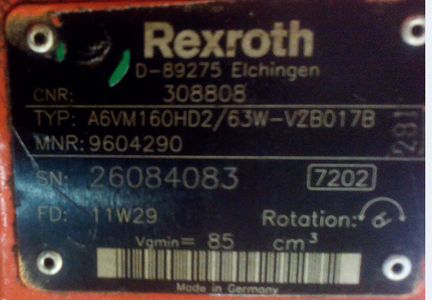 Rexroth
D-89275 Elchingen
CNR: 308808
TYP: A6VM160HD2/63W-VZB017B
MNR: 9604290
281
SN: 26084083 7202
FD: 11W29 Rotation:
Vgmin= 85 cm³
Made in Germany